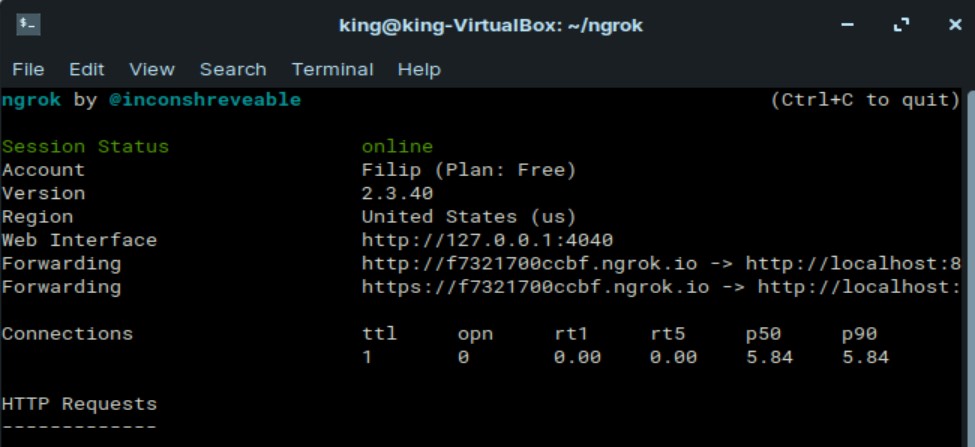 $_
king@king-VirtualBox: ~/ngrok
File Edit View Search Terminal Help
ngrok by @inconshreveable (Ctrl+C to quit)
Session Status online
Account Filip (Plan: Free)
Version 2.3.40
Region United States (us)
Web Interface http://127.0.0.1:4040
Forwarding http://f7321700ccbf.ngrok.io -> http://localhost:8
Forwarding https://f7321700ccbf.ngrok.io -> http://localhost:
Connections ttl opn rt1 rt5 p50 p90
1 0 0.00 0.00 5.84 5.84
HTTP Requests
-------------